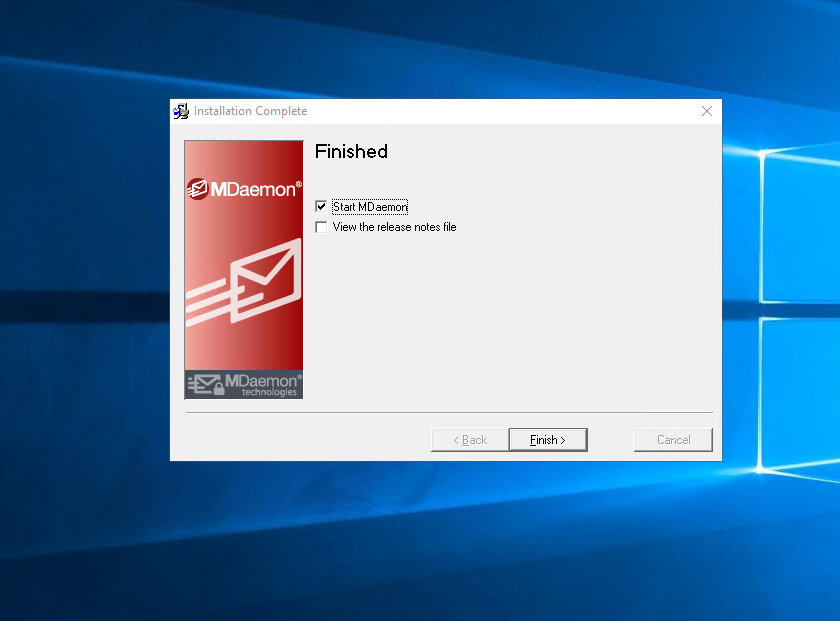 Installation Complete
Finished
MDaemon®
Start MDaemon
View the release notes file
MDaemon®
technologies
< Back
Finish >
Cancel